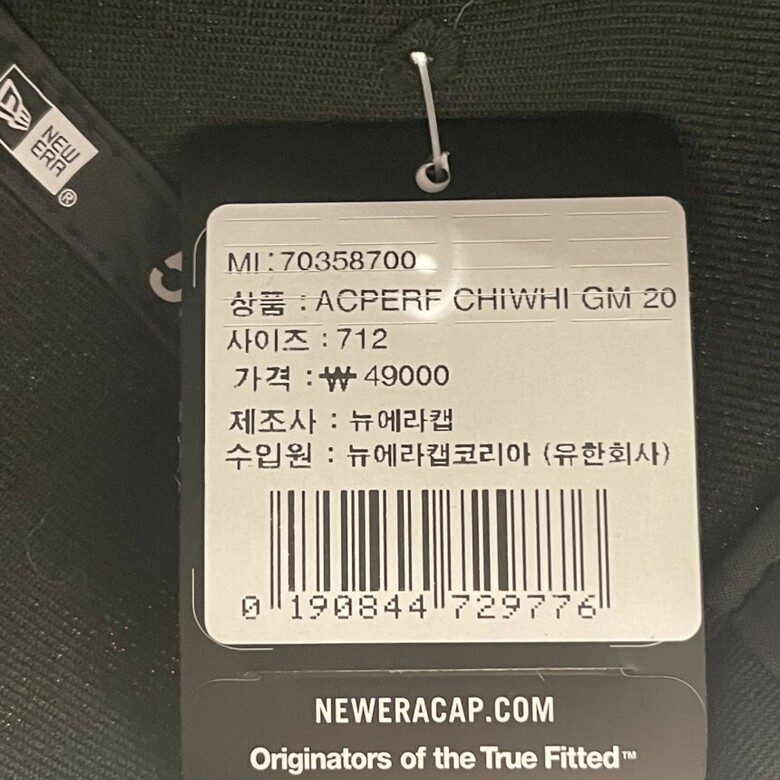 NEW
ERA
®
MI:70358700
상품 : ACPERF CHIWHI GM 20
사이즈 : 712
가격 : ₩ 49000
제조사 : 뉴에라캡
수입원 : 뉴에라캡코리아 (유한회사)
0 190844 729776
NEWERACAP.COM
Originators of the True Fitted™